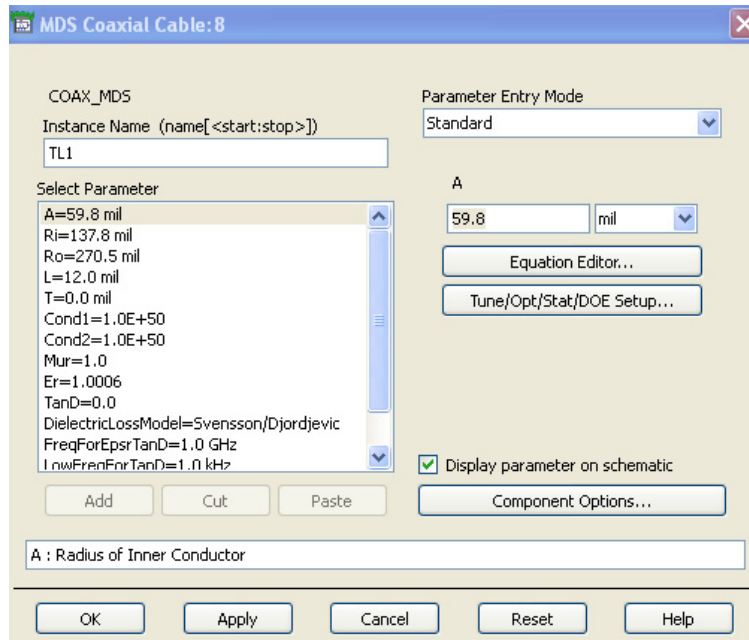 MDS Coaxial Cable:8
COAX_MDS
Instance Name (name[<start:stop>])
TL1
Select Parameter
A=59.8 mil
Ri=137.8 mil
Ro=270.5 mil
L=12.0 mil
T=0.0 mil
Cond1=1.0E+50
Cond2=1.0E+50
Mur=1.0
Er=1.0006
TanD=0.0
DielectricLossModel=Svensson/Djordjevic
FreqForEpsrTanD=1.0 GHz
LowFreqForTanD=1.0 kHz
Add Cut Paste
Parameter Entry Mode
Standard
A
59.8 mil
Equation Editor...
Tune/Opt/Stat/DOE Setup...
Display parameter on schematic
Component Options...
A : Radius of Inner Conductor
OK Apply Cancel Reset Help